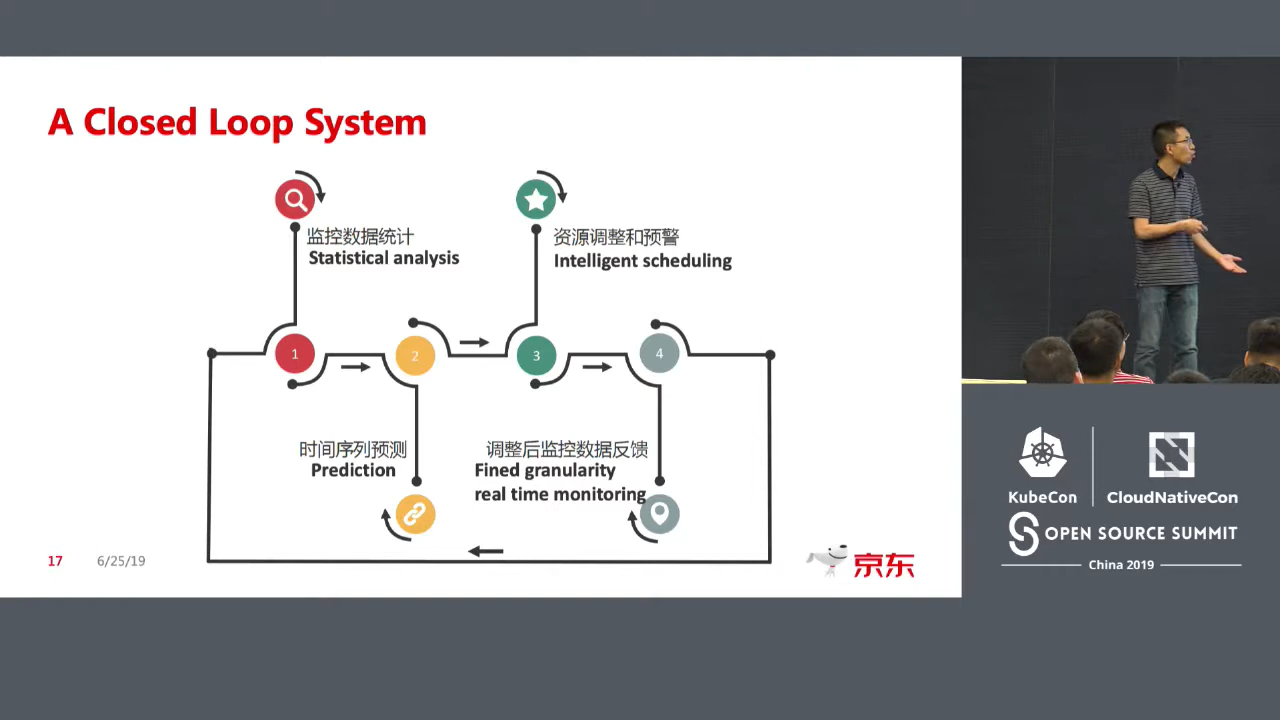 A Closed Loop System
监控数据统计
Statistical analysis
资源调整和预警
Intelligent scheduling
1
2
3
4
时间序列预测
Prediction
调整后监控数据反馈
Fined granularity
real time monitoring
17
6/25/19
京东
KubeCon
CloudNativeCon
OPEN SOURCE SUMMIT
China 2019